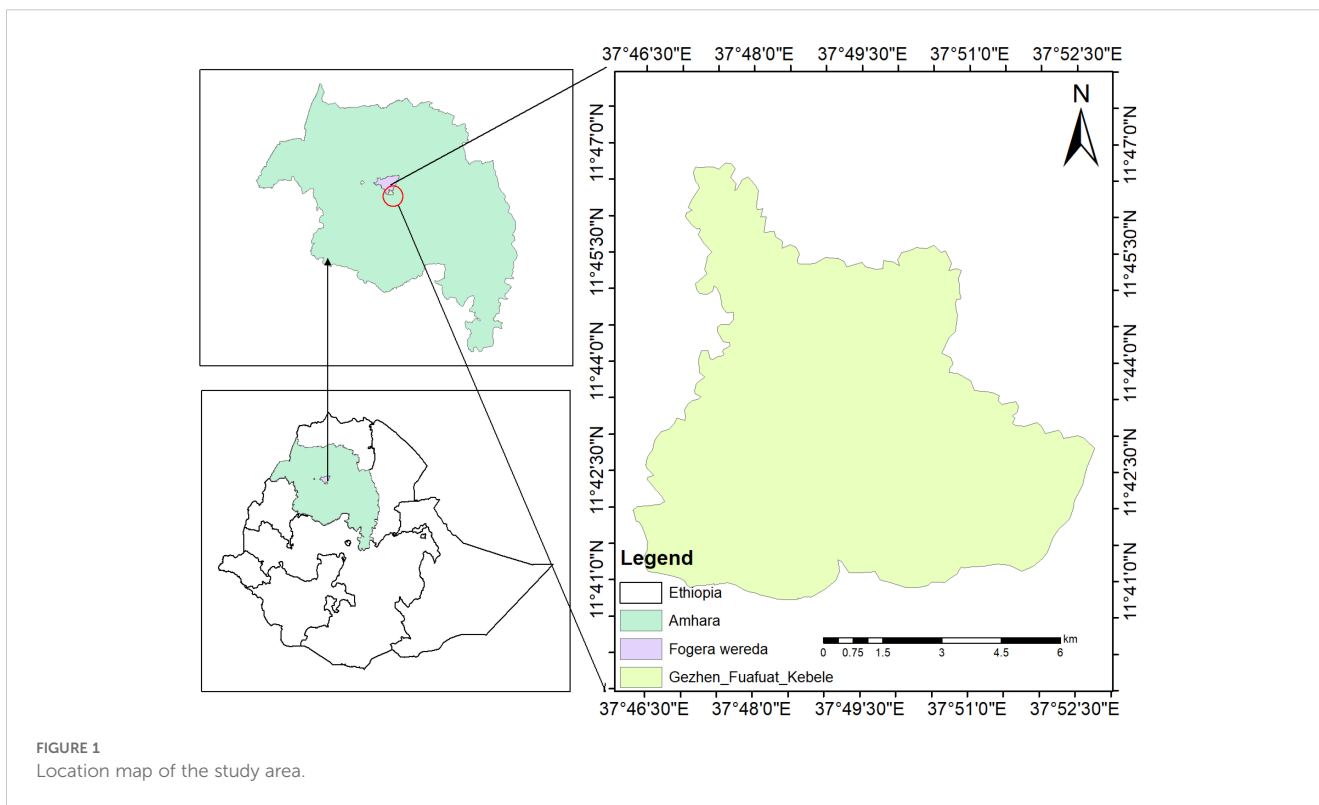 37°46'30"E 37°48'0"E 37°49'30"E 37°51'0"E 37°52'30"E
N
11°47'0"N
11°45'30"N
11°44'0"N
11°42'30"N
11°41'0"N
11°47'0"N
11°45'30"N
11°44'0"N
11°42'30"N
11°41'0"N
Legend
Ethiopia
Amhara
Fogera wereda
Gezhen_Fuafuat_Kebele
km
0 0.75 1.5 3 4.5 6
37°46'30"E 37°48'0"E 37°49'30"E 37°51'0"E 37°52'30"E
FIGURE 1
Location map of the study area.